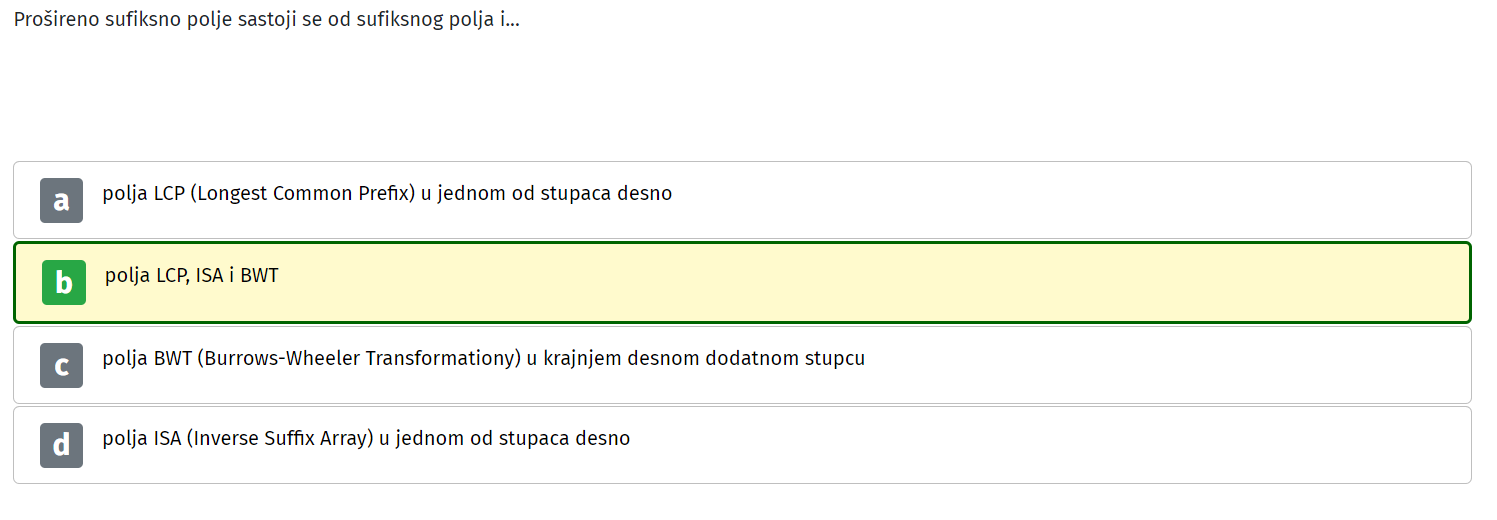 Prošireno sufiksno polje sastoji se od sufiksnog polja i...
a polja LCP (Longest Common Prefix) u jednom od stupaca desno
b polja LCP, ISA i BWT
c polja BWT (Burrows-Wheeler Transformationy) u krajnjem desnom dodatnom stupcu
d polja ISA (Inverse Suffix Array) u jednom od stupaca desno